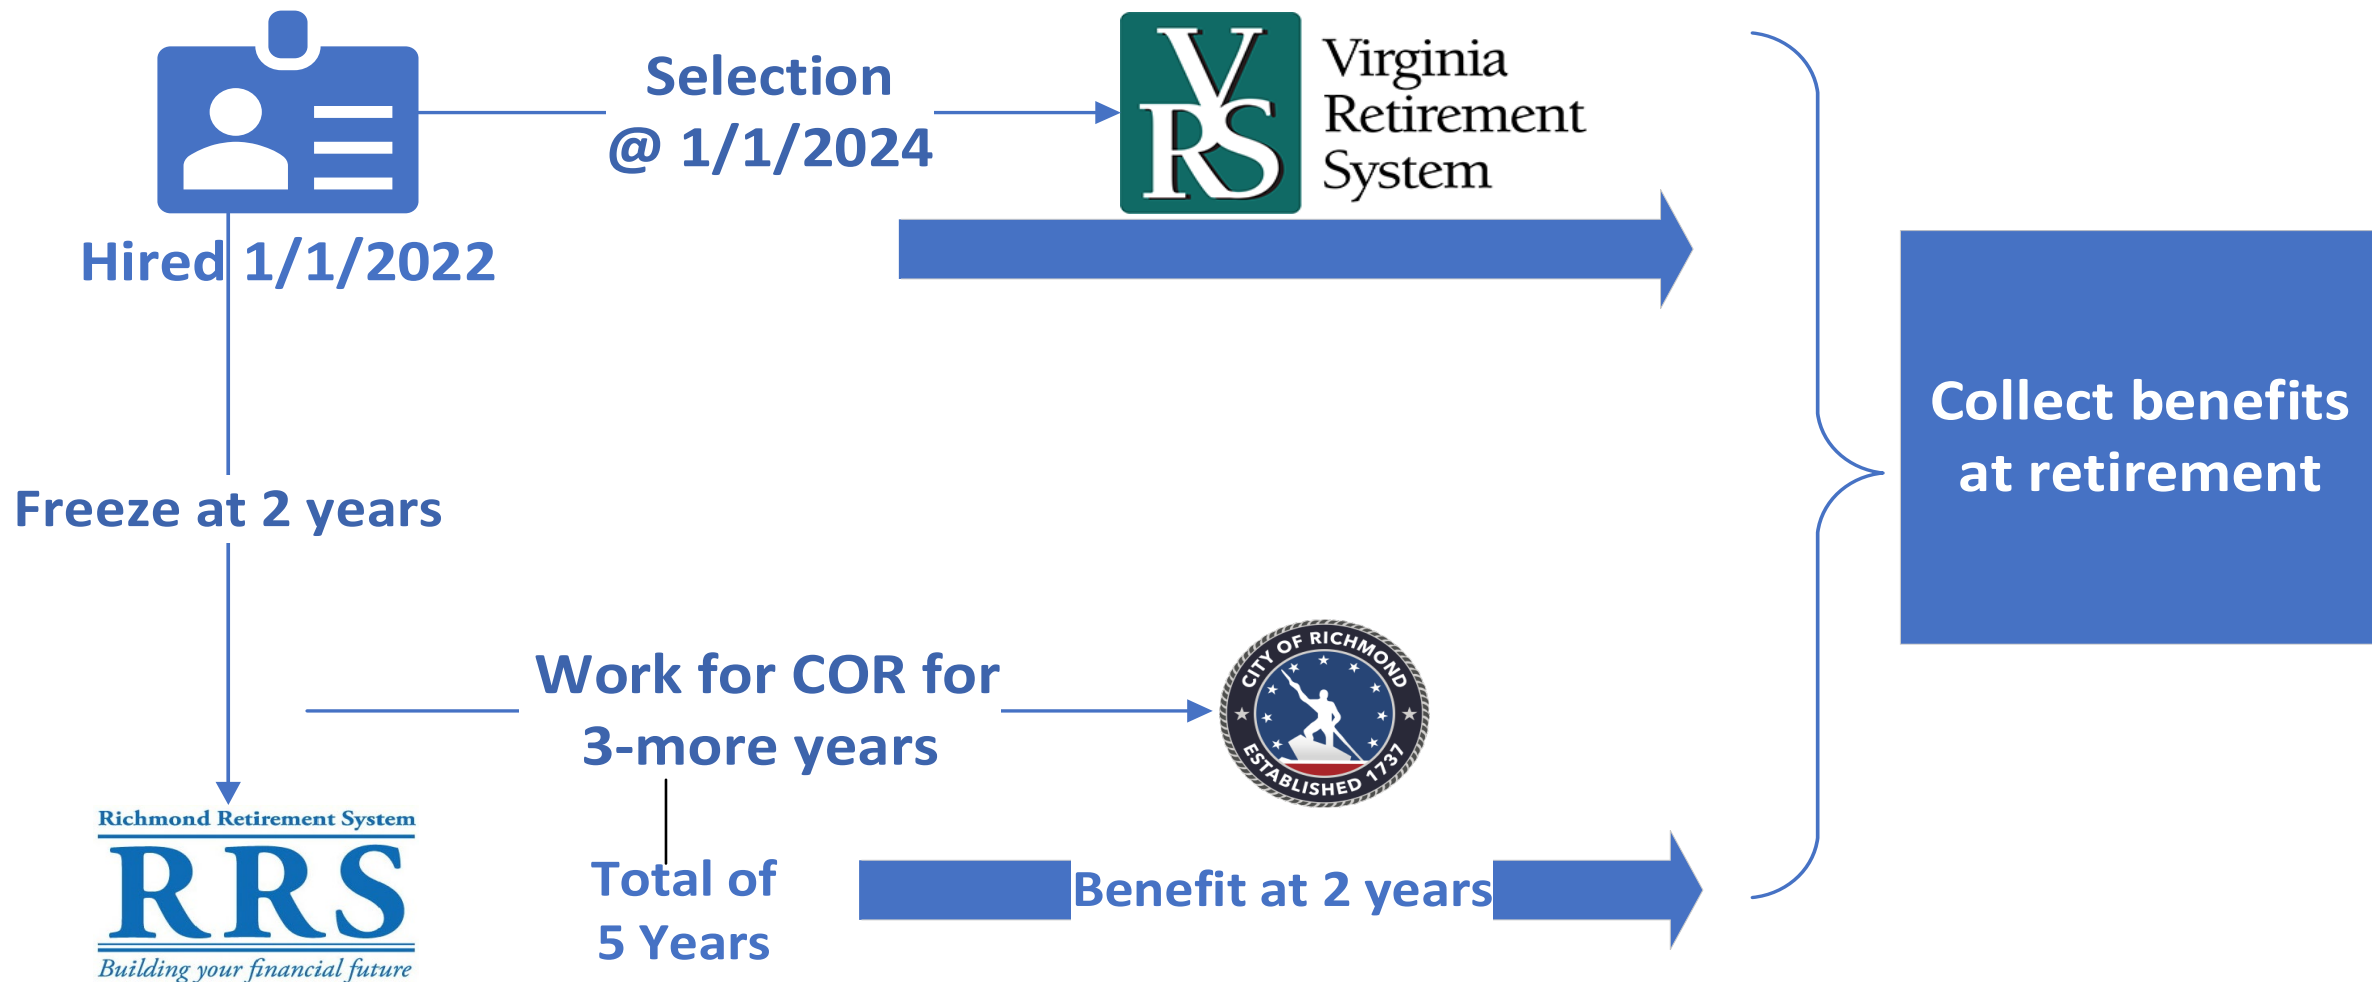 Selection
@ 1/1/2024
VRS
Virginia
Retirement
System
Hired 1/1/2022
Freeze at 2 years
Collect benefits
at retirement
Work for COR for
3-more years
CITY OF RICHMOND
ESTABLISHED 1737
Total of
5 Years
Benefit at 2 years
Richmond Retirement System
RRS
Building your financial future